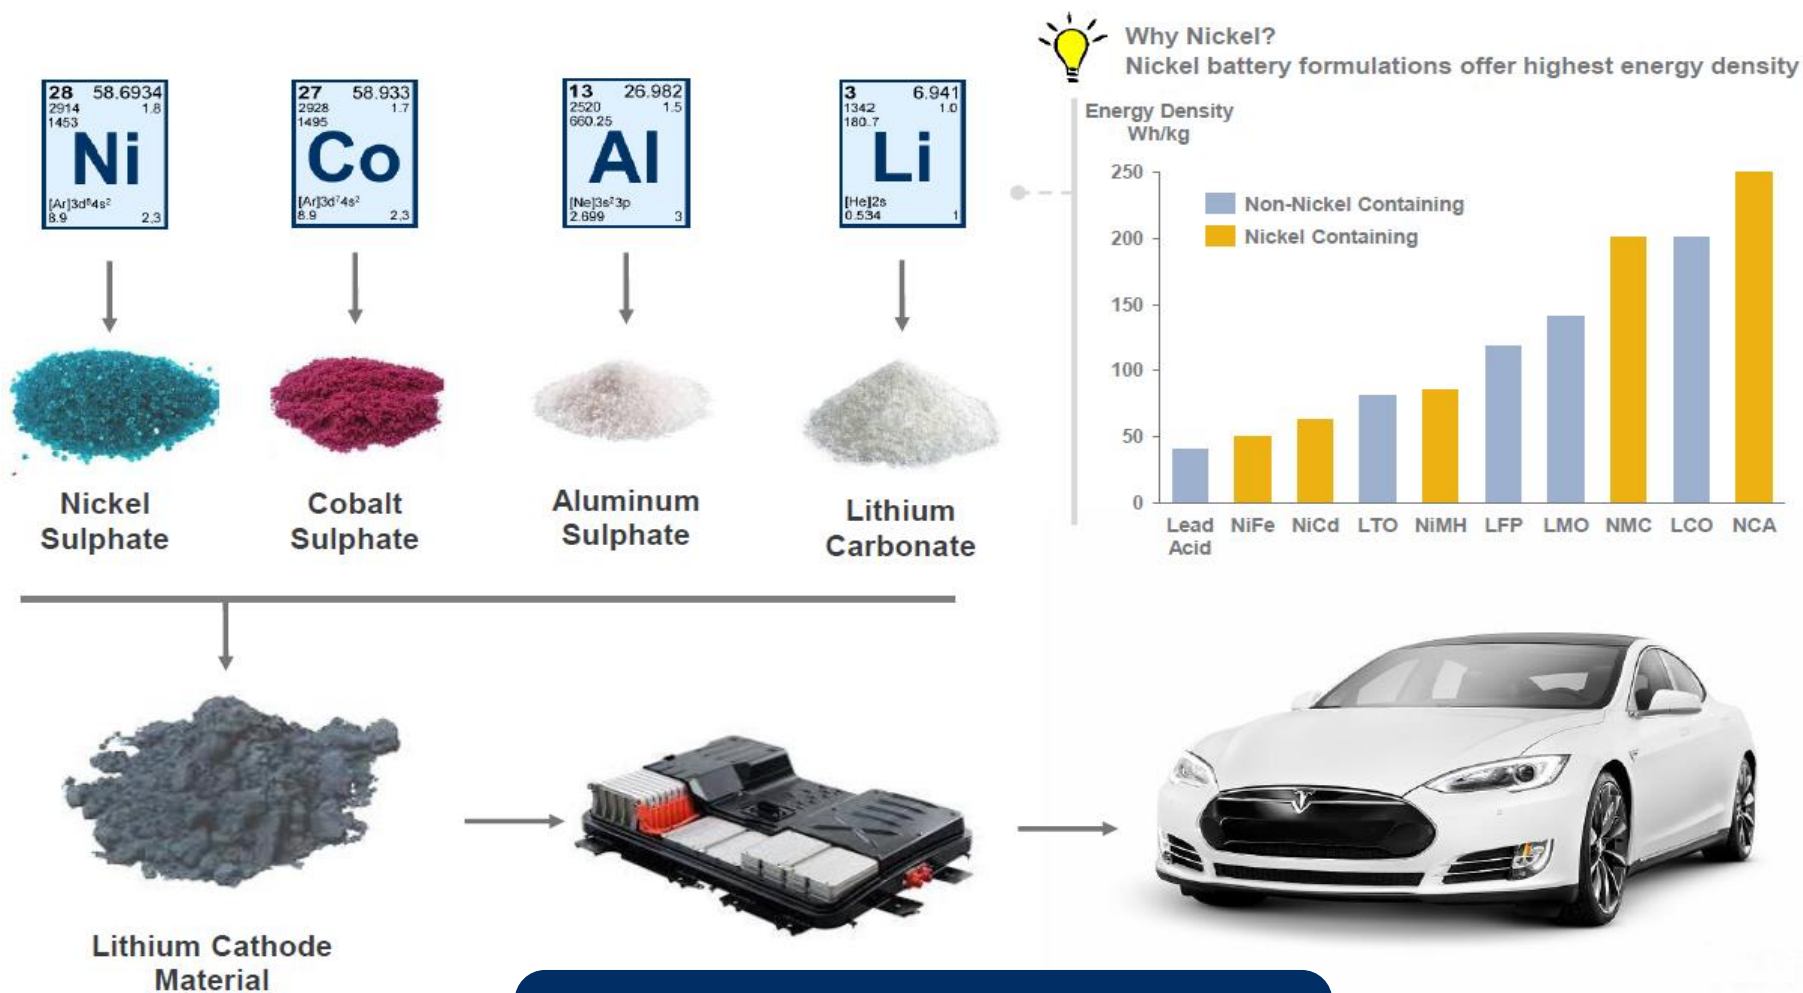 Why Nickel?
Nickel battery formulations offer highest energy density
28 58.6934
2914 1.8
1453
Ni
[Ar]3d⁸4s²
8.9 2,3
27 58.933
2928 1.7
1495
Co
[Ar]3d⁷4s²
8.9 2,3
13 26.982
2520 1.5
660.25
Al
[Ne]3s²3p
2.699 3
3 6.941
1342 1.0
180.7
Li
[He]2s
0.534 1
Nickel
Sulphate
Cobalt
Sulphate
Aluminum
Sulphate
Lithium
Carbonate
Energy Density
Wh/kg
250
200
150
100
50
0
Non-Nickel Containing
Nickel Containing
Lead
Acid
NiFe
NiCd
LTO
NiMH
LFP
LMO
NMC
LCO
NCA
Lithium Cathode
Material